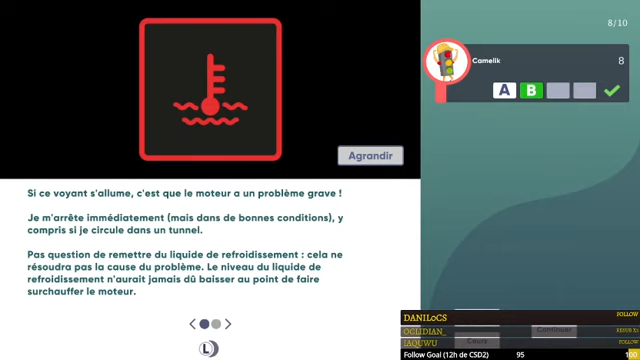 8/10
Camelik
8
A B
Agrandir
Si ce voyant s'allume, c'est que le moteur a un problème grave !
Je m'arrête immédiatement (mais dans de bonnes conditions), y
compris si je circule dans un tunnel.
Pas question de remettre du liquide de refroidissement : cela ne
résoudra pas la cause du problème. Le niveau du liquide de
refroidissement n'aurait jamais dû baisser au point de faire
surchauffer le moteur.
L
Continuer
Cours
DANILoCS FOLLOW
OCLIDIAN_
IAQUWU FOLLOW
Follow Goal (12h de CSD2) 95 100